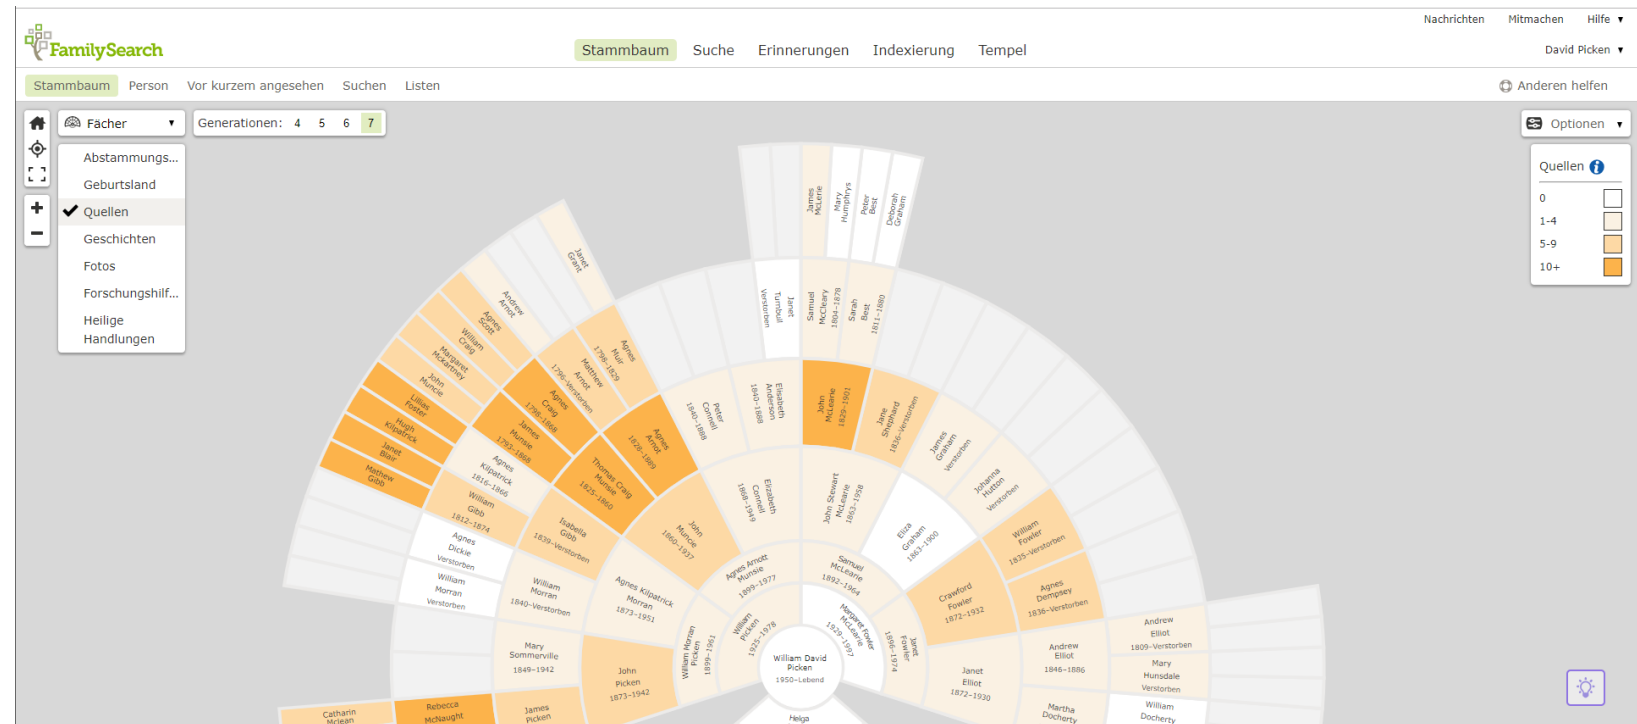 Nachrichten Mitmachen Hilfe
FamilySearch
Stammbaum Suche Erinnerungen Indexierung Tempel
David Picken
Stammbaum Person Vor kurzem angesehen Suchen Listen
Anderen helfen
Fächer
Generationen: 4 5 6 7
Optionen
Abstammungs...
Geburtsland
Quellen
Geschichten
Fotos
Forschungshilf...
Heilige
Handlungen
Quellen
0
1-4
5-9
10+
James
McLerie
Mary
Humphrys
Peter
Best
Deborah
Graham
Janet
Grant
Andrew
Arnot
Agnes
Scott
William
Craig
Margaret
Mckartney
John
Muncie
Lillias
Foster
Hugh
Kilpatrick
Janet
Blair
Mathew
Gibb
Janet
Turnbull
Verstorben
Samuel
McCleary
1804–1878
Sarah
Best
1811–1880
Agnes
Muir
1798–1829
Matthew
Arnot
1796–Verstorben
Agnes
Craig
1798–1868
James
Munsie
1793–1868
Agnes
Kilpatrick
1816–1866
William
Gibb
1812–1874
Agnes
Dickie
Verstorben
William
Morran
Verstorben
Peter
Connell
1840–1888
Elisabeth
Anderson
1840–1888
John
McLeane
1829–1901
Jane
Shephard
1836–Verstorben
James
Graham
Verstorben
Johanna
Hutton
Verstorben
William
Fowler
1835–Verstorben
Agnes
Dempsey
1836–Verstorben
Agnes
Arnot
1826–1889
Thomas Craig
Munsie
1825–1860
Isabella
Gibb
1839–Verstorben
William
Morran
1840–Verstorben
Mary
Sommerville
1849–1942
James
Picken
Elizabeth
Connell
1868–1949
John
Muncie
1860–1937
Agnes Kilpatrick
Morran
1873–1951
John
Picken
1873–1942
John Stewart
McLearie
1863–1958
Eliza
Graham
1863–1900
Crawford
Fowler
1872–1932
Janet
Elliot
1872–1930
Agnes Arnott
Munsie
1899–1977
William Morran
Picken
1899–1961
Samuel
McLeane
1892–1964
Janet
Fowler
1896–1974
William
Picken
1925–1978
Margaret Fowler
McLearie
1929–1997
William David
Picken
1950–Lebend
Helga
Andrew
Elliot
1846–1886
Martha
Docherty
Andrew
Elliot
1809–Verstorben
Mary
Hunsdale
Verstorben
William
Docherty
Catharin
Mclean
Rebecca
McNaught